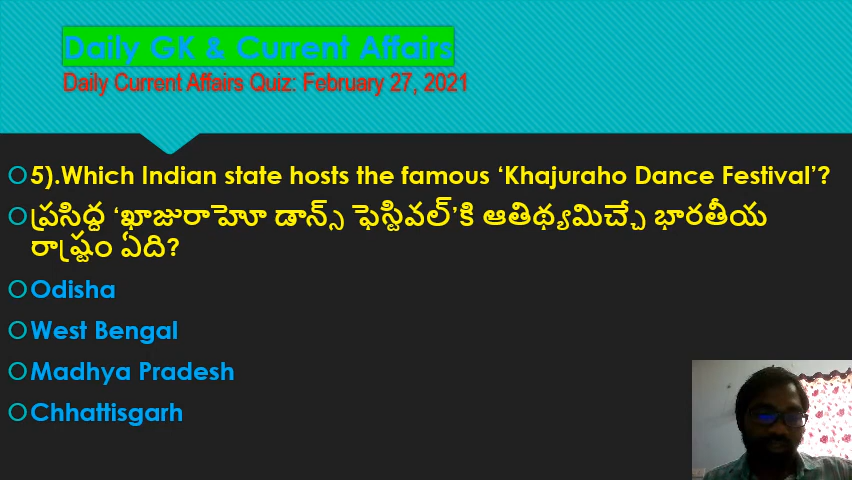 Daily GK & Current Affairs
Daily Current Affairs Quiz: February 27, 2021
5).Which Indian state hosts the famous ‘Khajuraho Dance Festival’?
ప్రసిద్ధ ‘ఖాజురాహెూ డాన్స్ ఫెస్టివల్’కి ఆతిథ్యమిచ్చే భారతీయ
రాష్ట్రం ఏది?
Odisha
West Bengal
Madhya Pradesh
Chhattisgarh